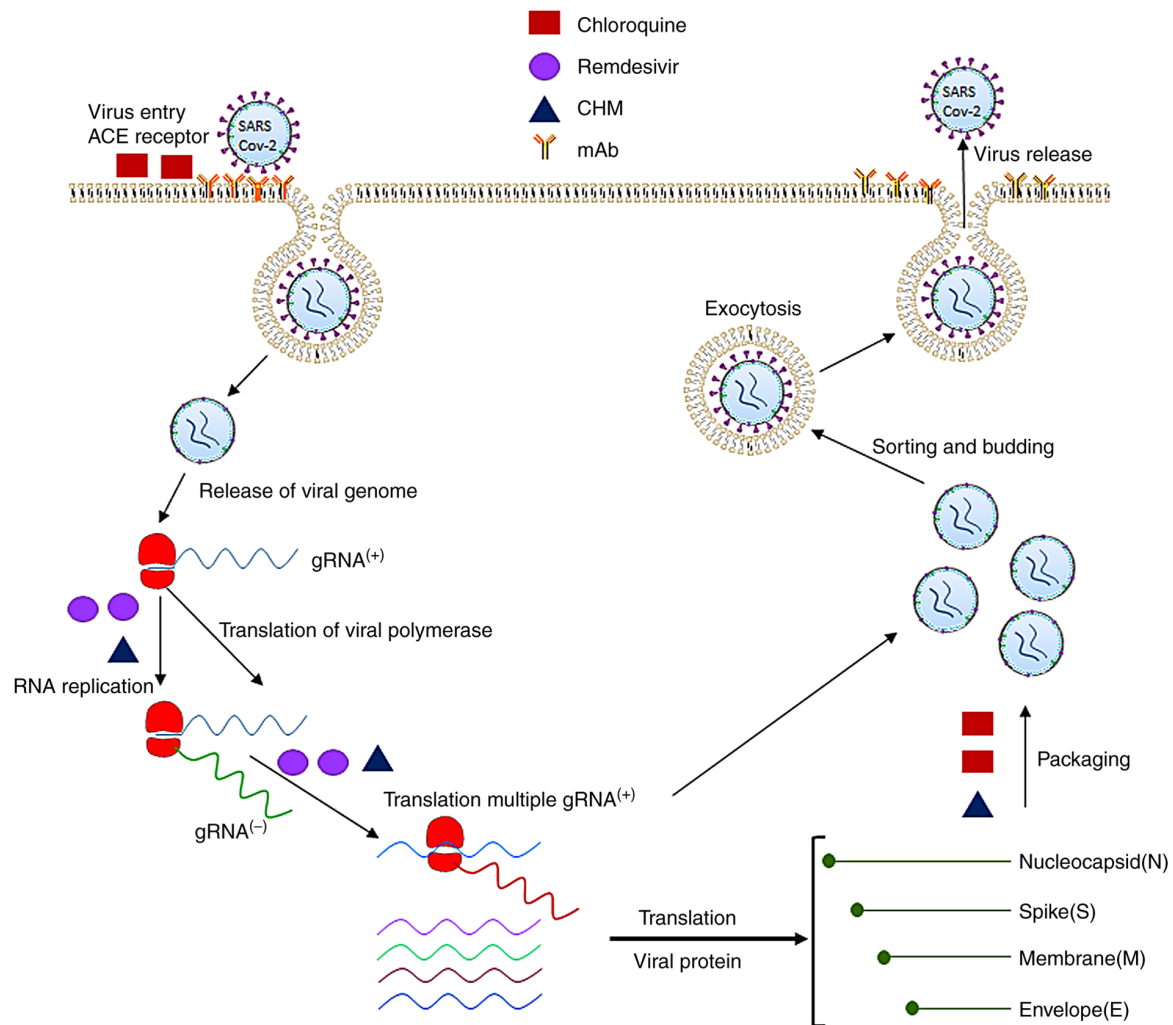 Chloroquine
Remdesivir
CHM
mAb
Virus entry
ACE receptor
SARS
Cov-2
SARS
Cov-2
Virus release
Exocytosis
Sorting and budding
Release of viral genome
gRNA(+)
Translation of viral polymerase
RNA replication
gRNA(−)
Translation multiple gRNA(+)
Packaging
Translation
Viral protein
Nucleocapsid(N)
Spike(S)
Membrane(M)
Envelope(E)